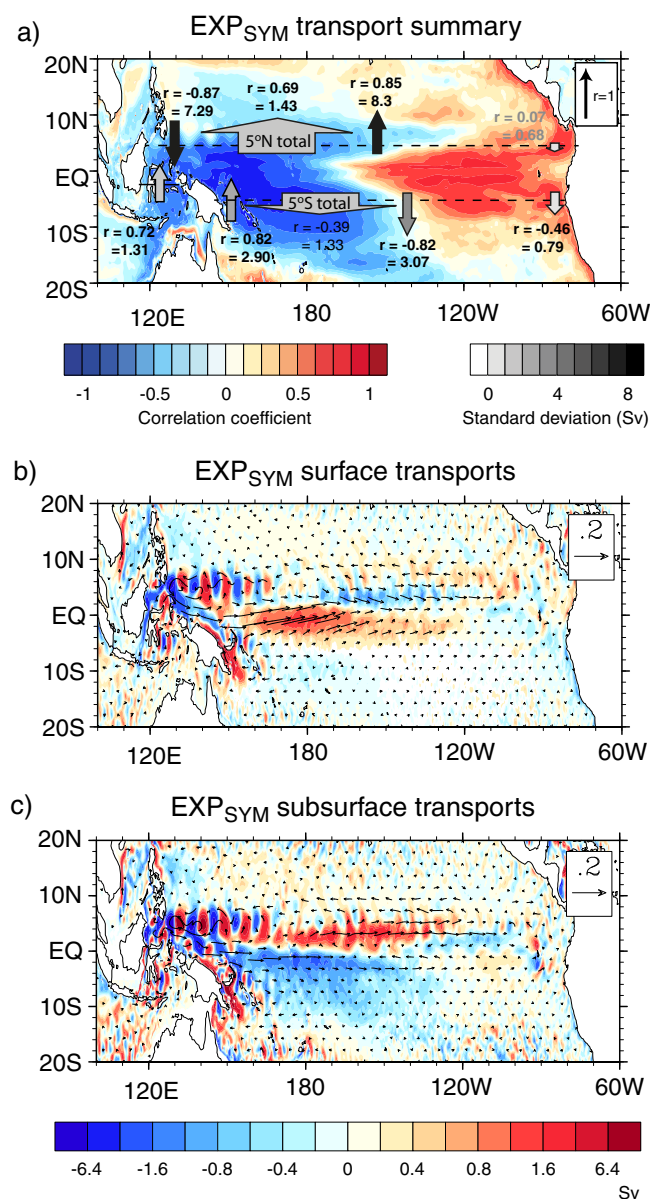 a)
EXP_SYM transport summary
20N
10N
EQ
10S
20S
r = -0.87
= 7.29
r = 0.69
= 1.43
r = 0.85
= 8.3
r = 0.07
= 0.68
r=1
5°N total
5°S total
r = 0.72
=1.31
r = 0.82
= 2.90
r = -0.39
= 1.33
r = -0.82
= 3.07
r = -0.46
= 0.79
120E 180 120W 60W
-1 -0.5 0 0.5 1
Correlation coefficient
0 2 4 6 8
Standard deviation (Sv)
b)
EXP_SYM surface transports
20N
10N
EQ
10S
20S
.2
120E 180 120W 60W
c)
EXP_SYM subsurface transports
20N
10N
EQ
10S
20S
.2
120E 180 120W 60W
-6.4 -1.6 -0.8 -0.4 0 0.4 0.8 1.6 6.4
Sv